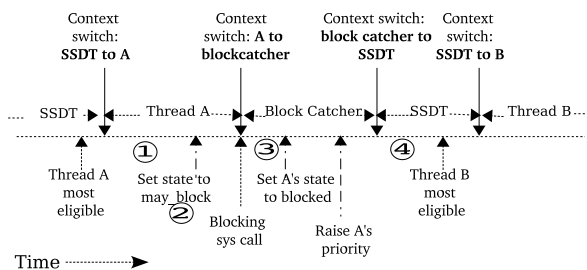 Context
switch:
SSDT to A
Context
switch: A to
blockcatcher
Context switch:
block catcher to
SSDT
Context
switch:
SSDT to B
SSDT
Thread A
Block Catcher
SSDT
Thread B
1
3
4
Thread A
most
eligible
Set state to
may_block
2
Blocking
sys call
Set A's state
to blocked
Raise A's
priority
Thread B
most
eligible
Time